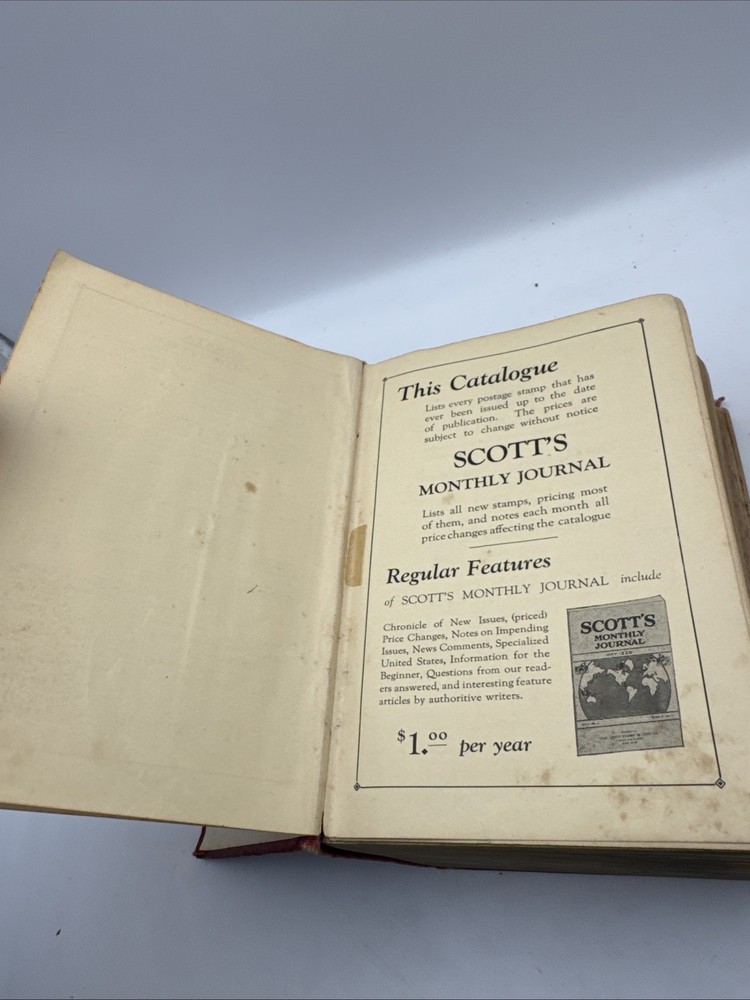 This Catalogue
Lists every postage stamp that has
ever been issued up to the date
of publication. The prices are
subject to change without notice
SCOTT'S
MONTHLY JOURNAL
Lists all new stamps, pricing most
of them, and notes each month all
price changes affecting the catalogue
Regular Features
of SCOTT'S MONTHLY JOURNAL include
Chronicle of New Issues, (priced)
Price Changes, Notes on Impending
Issues, News Comments, Specialized
United States, Information for the
Beginner, Questions from our read-
ers answered, and interesting feature
articles by authoritive writers.
$1.00 per year
SCOTT'S
MONTHLY
JOURNAL